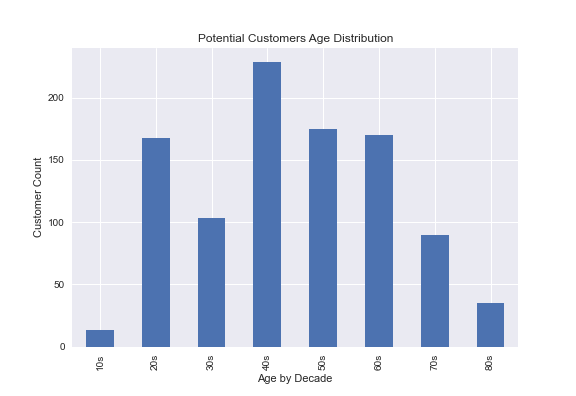 Potential Customers Age Distribution
200
150
100
50
0
Customer Count
10s
20s
30s
40s
50s
60s
70s
80s
Age by Decade